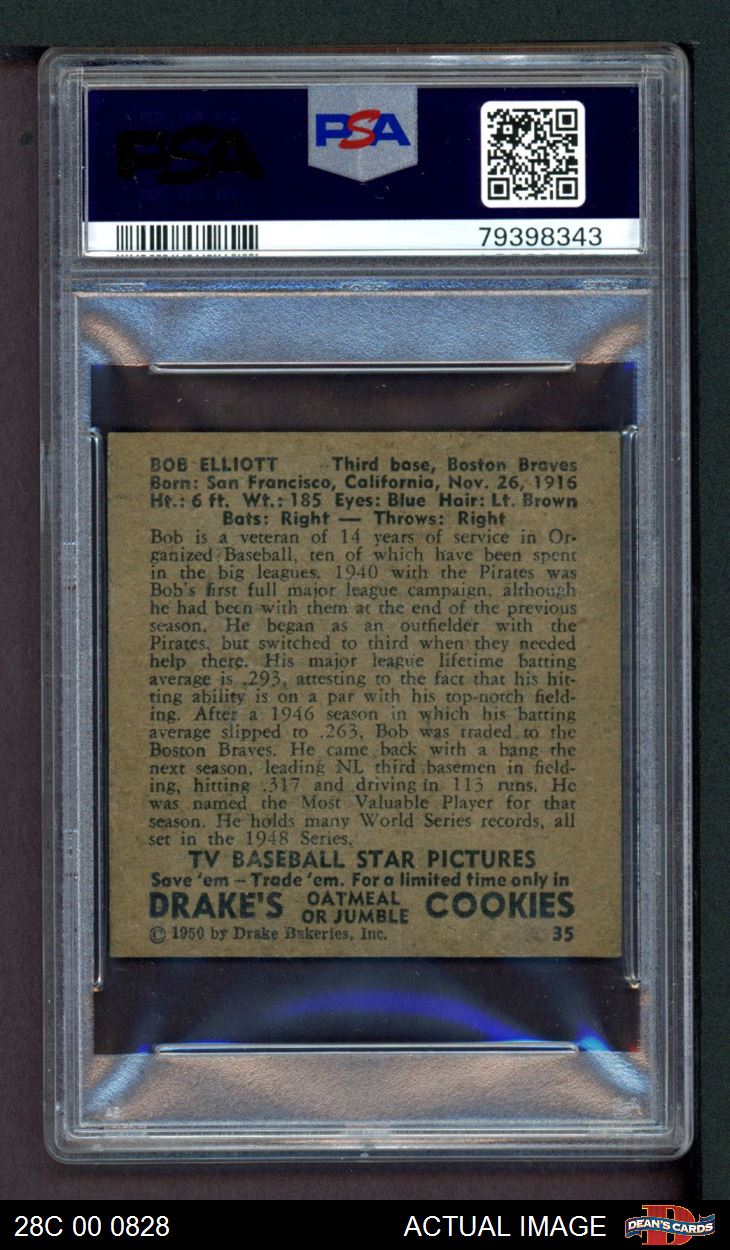 PSA
PSA
79398343
BOB ELLIOTT Third base, Boston Braves
Born: San Francisco, California, Nov. 26, 1916
Ht.: 6 ft. Wt.: 185 Eyes: Blue Hair: Lt. Brown
Bats: Right — Throws: Right
Bob is a veteran of 14 years of service in Or-
ganized Baseball, ten of which have been spent
in the big leagues. 1940 with the Pirates was
Bob's first full major league campaign, although
he had been with them at the end of the previous
season. He began as an outfielder with the
Pirates, but switched to third when they needed
help there. His major league lifetime batting
average is .293, attesting to the fact that his hit-
ting ability is on a par with his top-notch field-
ing. After a 1946 season in which his batting
average slipped to .263, Bob was traded to the
Boston Braves. He came back with a bang the
next season, leading NL third basemen in field-
ing, hitting .317 and driving in 113 runs. He
was named the Most Valuable Player for that
season. He holds many World Series records, all
set in the 1948 Series.
TV BASEBALL STAR PICTURES
Save 'em – Trade 'em. For a limited time only in
DRAKE'S OATMEAL OR JUMBLE COOKIES
© 1950 by Drake Bakeries, Inc. 35
28C 00 0828 ACTUAL IMAGE DEAN'S CARDS